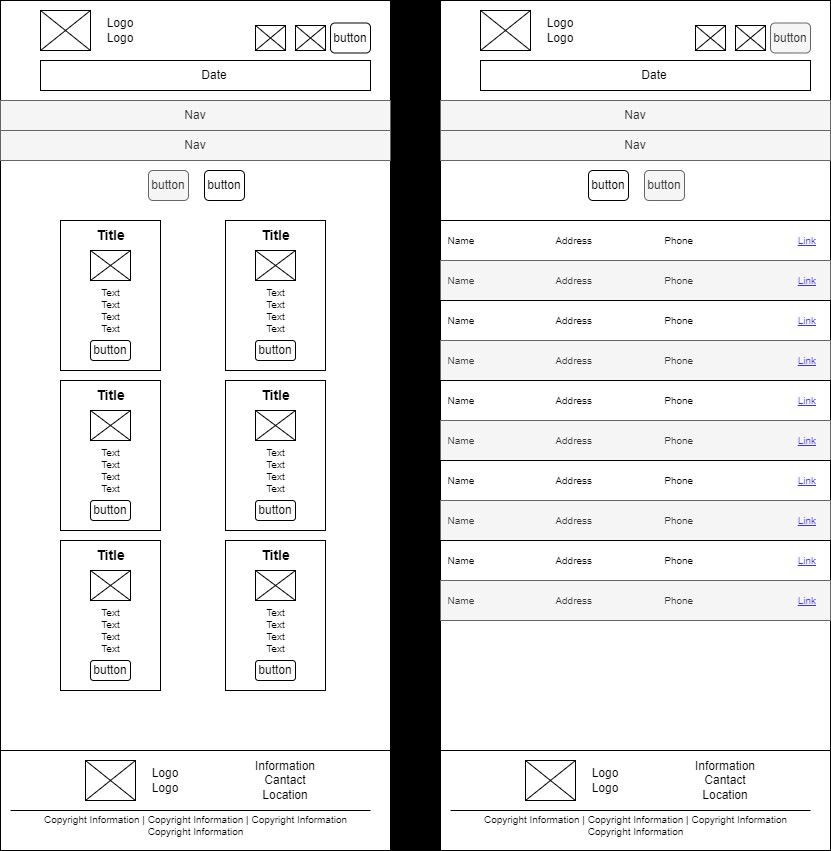 Logo
Logo
button
Date
Nav
Nav
button button
Title Title
Text Text
Text Text
Text Text
Text Text
button button
Title Title
Text Text
Text Text
Text Text
Text Text
button button
Title Title
Text Text
Text Text
Text Text
Text Text
button button
Logo
Logo
Information
Cantact
Location
Copyright Information | Copyright Information | Copyright Information
Copyright Information
Logo
Logo
button
Date
Nav
Nav
button button
Name Address Phone Link
Name Address Phone Link
Name Address Phone Link
Name Address Phone Link
Name Address Phone Link
Name Address Phone Link
Name Address Phone Link
Name Address Phone Link
Name Address Phone Link
Name Address Phone Link
Logo
Logo
Information
Cantact
Location
Copyright Information | Copyright Information | Copyright Information
Copyright Information